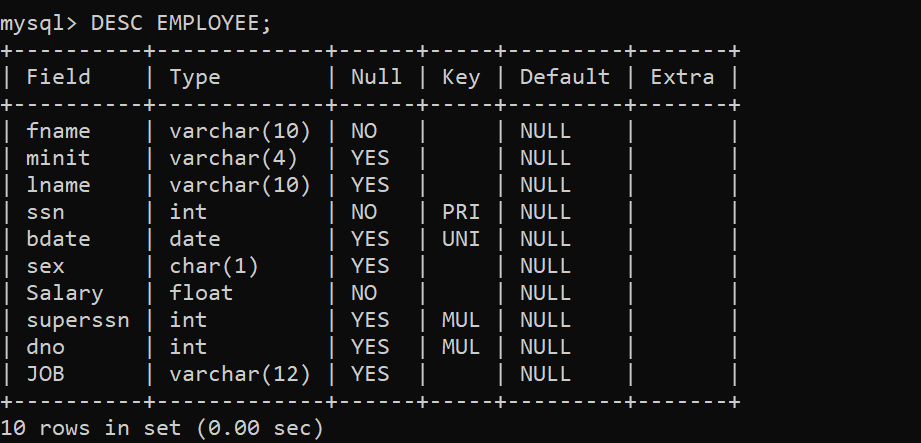 mysql> DESC EMPLOYEE;
+----------+-------------+------+-----+---------+-------+
| Field    | Type        | Null | Key | Default | Extra |
+----------+-------------+------+-----+---------+-------+
| fname    | varchar(10) | NO   |     | NULL    |       |
| minit    | varchar(4)  | YES  |     | NULL    |       |
| lname    | varchar(10) | YES  |     | NULL    |       |
| ssn      | int         | NO   | PRI | NULL    |       |
| bdate    | date        | YES  | UNI | NULL    |       |
| sex      | char(1)     | YES  |     | NULL    |       |
| Salary   | float       | NO   |     | NULL    |       |
| superssn | int         | YES  | MUL | NULL    |       |
| dno      | int         | YES  | MUL | NULL    |       |
| JOB      | varchar(12) | YES  |     | NULL    |       |
+----------+-------------+------+-----+---------+-------+
10 rows in set (0.00 sec)